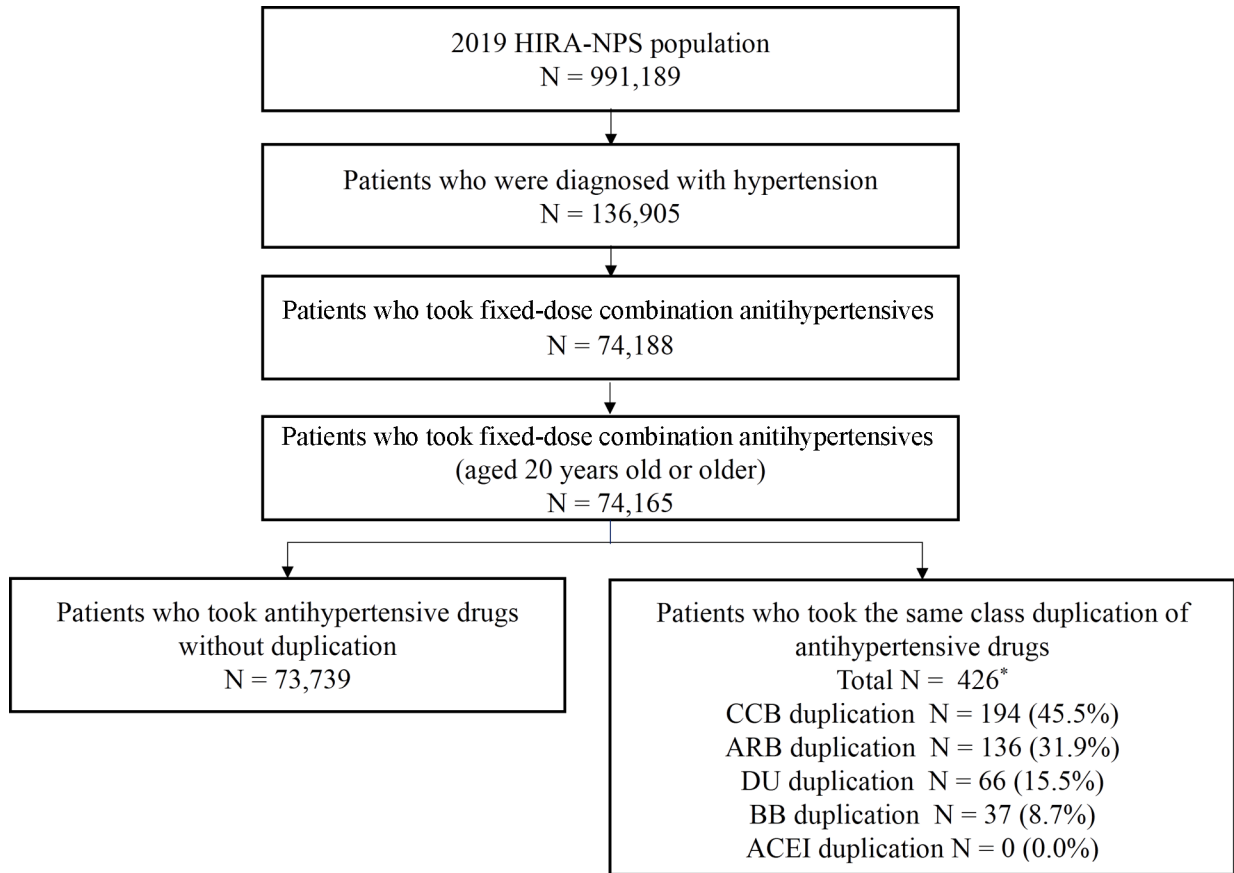 2019 HIRA-NPS population
N = 991,189
Patients who were diagnosed with hypertension
N = 136,905
Patients who took fixed-dose combination anitihypertensives
N = 74,188
Patients who took fixed-dose combination anitihypertensives
(aged 20 years old or older)
N = 74,165
Patients who took antihypertensive drugs
without duplication
N = 73,739
Patients who took the same class duplication of
antihypertensive drugs
Total N = 426*
CCB duplication N = 194 (45.5%)
ARB duplication N = 136 (31.9%)
DU duplication N = 66 (15.5%)
BB duplication N = 37 (8.7%)
ACEI duplication N = 0 (0.0%)